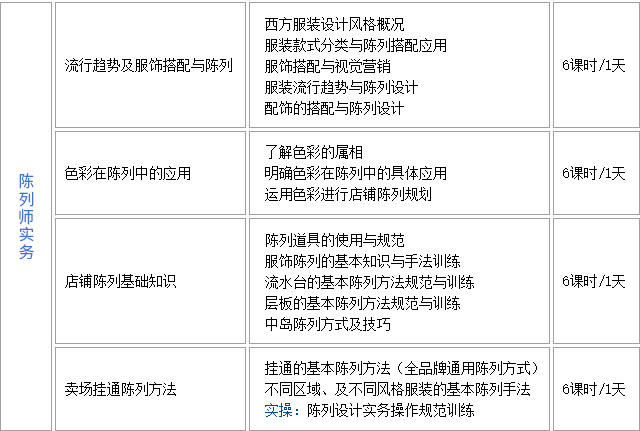 陈列师实务
流行趋势及服饰搭配与陈列
西方服装设计风格概况
服装款式分类与陈列搭配应用
服饰搭配与视觉营销
服装流行趋势与陈列设计
配饰的搭配与陈列设计
6课时/1天
色彩在陈列中的应用
了解色彩的属相
明确色彩在陈列中的具体应用
运用色彩进行店铺陈列规划
6课时/1天
店铺陈列基础知识
陈列道具的使用与规范
服饰陈列的基本知识与手法训练
流水台的基本陈列方法规范与训练
层板的基本陈列方法规范与训练
中岛陈列方式及技巧
6课时/1天
卖场挂通陈列方法
挂通的基本陈列方法（全品牌通用陈列方式）
不同区域、及不同风格服装的基本陈列手法
实操：陈列设计实务操作规范训练
6课时/1天